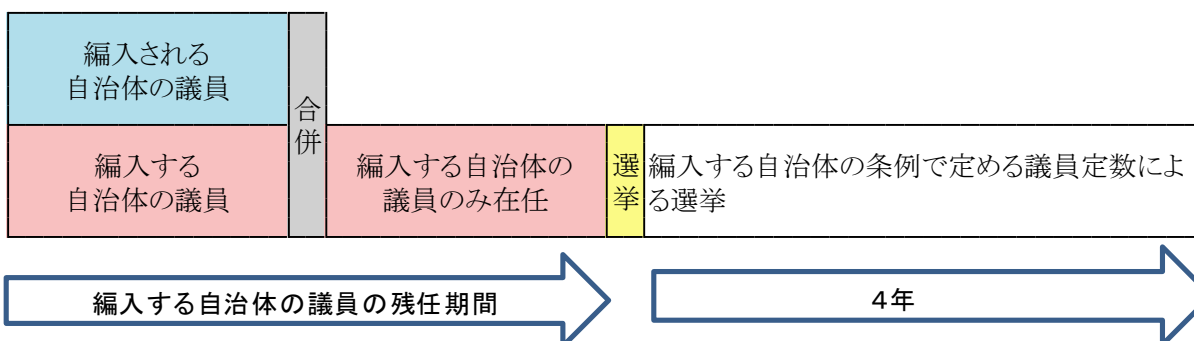 編入される
自治体の議員
合併
編入する
自治体の議員
編入する自治体の
議員のみ在任
選挙
編入する自治体の条例で定める議員定数によ
る選挙
編入する自治体の議員の残任期間
4年